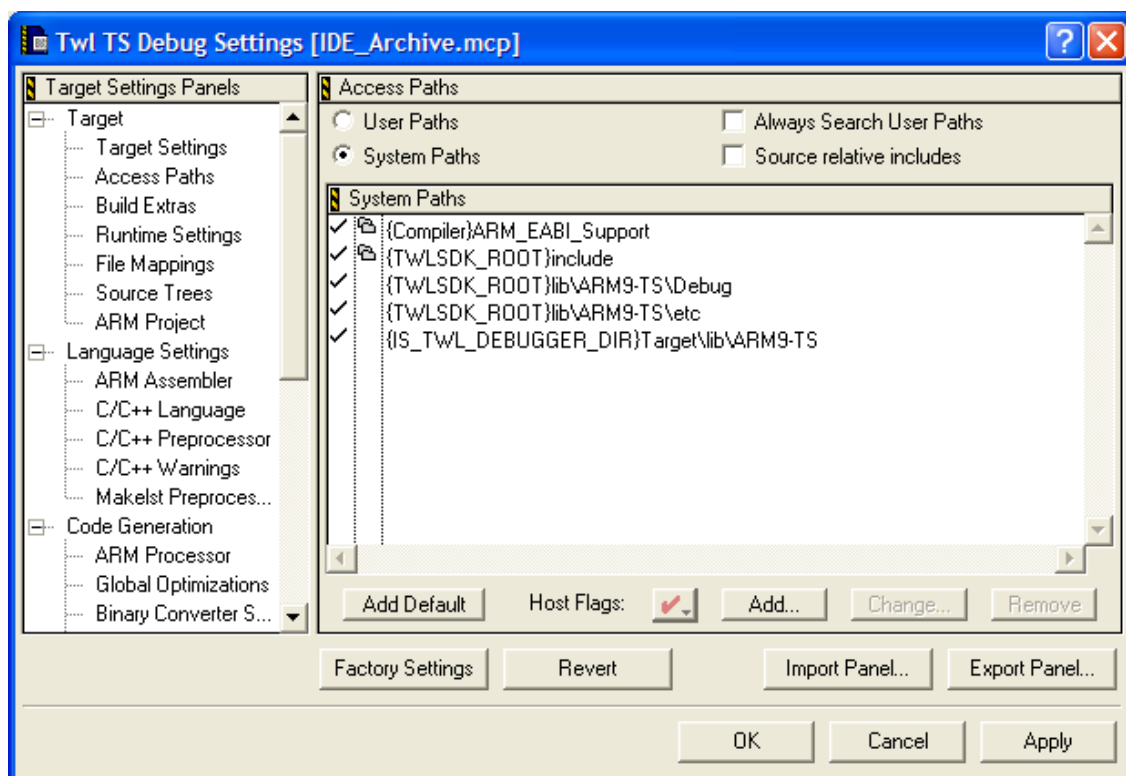 Twl TS Debug Settings [IDE_Archive.mcp]
Target Settings Panels
Target
Target Settings
Access Paths
Build Extras
Runtime Settings
File Mappings
Source Trees
ARM Project
Language Settings
ARM Assembler
C/C++ Language
C/C++ Preprocessor
C/C++ Warnings
Makelst Preproces...
Code Generation
ARM Processor
Global Optimizations
Binary Converter S...
Access Paths
User Paths
Always Search User Paths
System Paths
Source relative includes
System Paths
{Compiler}ARM_EABI_Support
{TWLSDK_ROOT}include
{TWLSDK_ROOT}lib\ARM9-TS\Debug
{TWLSDK_ROOT}lib\ARM9-TS\etc
{IS_TWL_DEBUGGER_DIR}Target\lib\ARM9-TS
Add Default
Host Flags:
Add...
Change...
Remove
Factory Settings
Revert
Import Panel...
Export Panel...
OK
Cancel
Apply